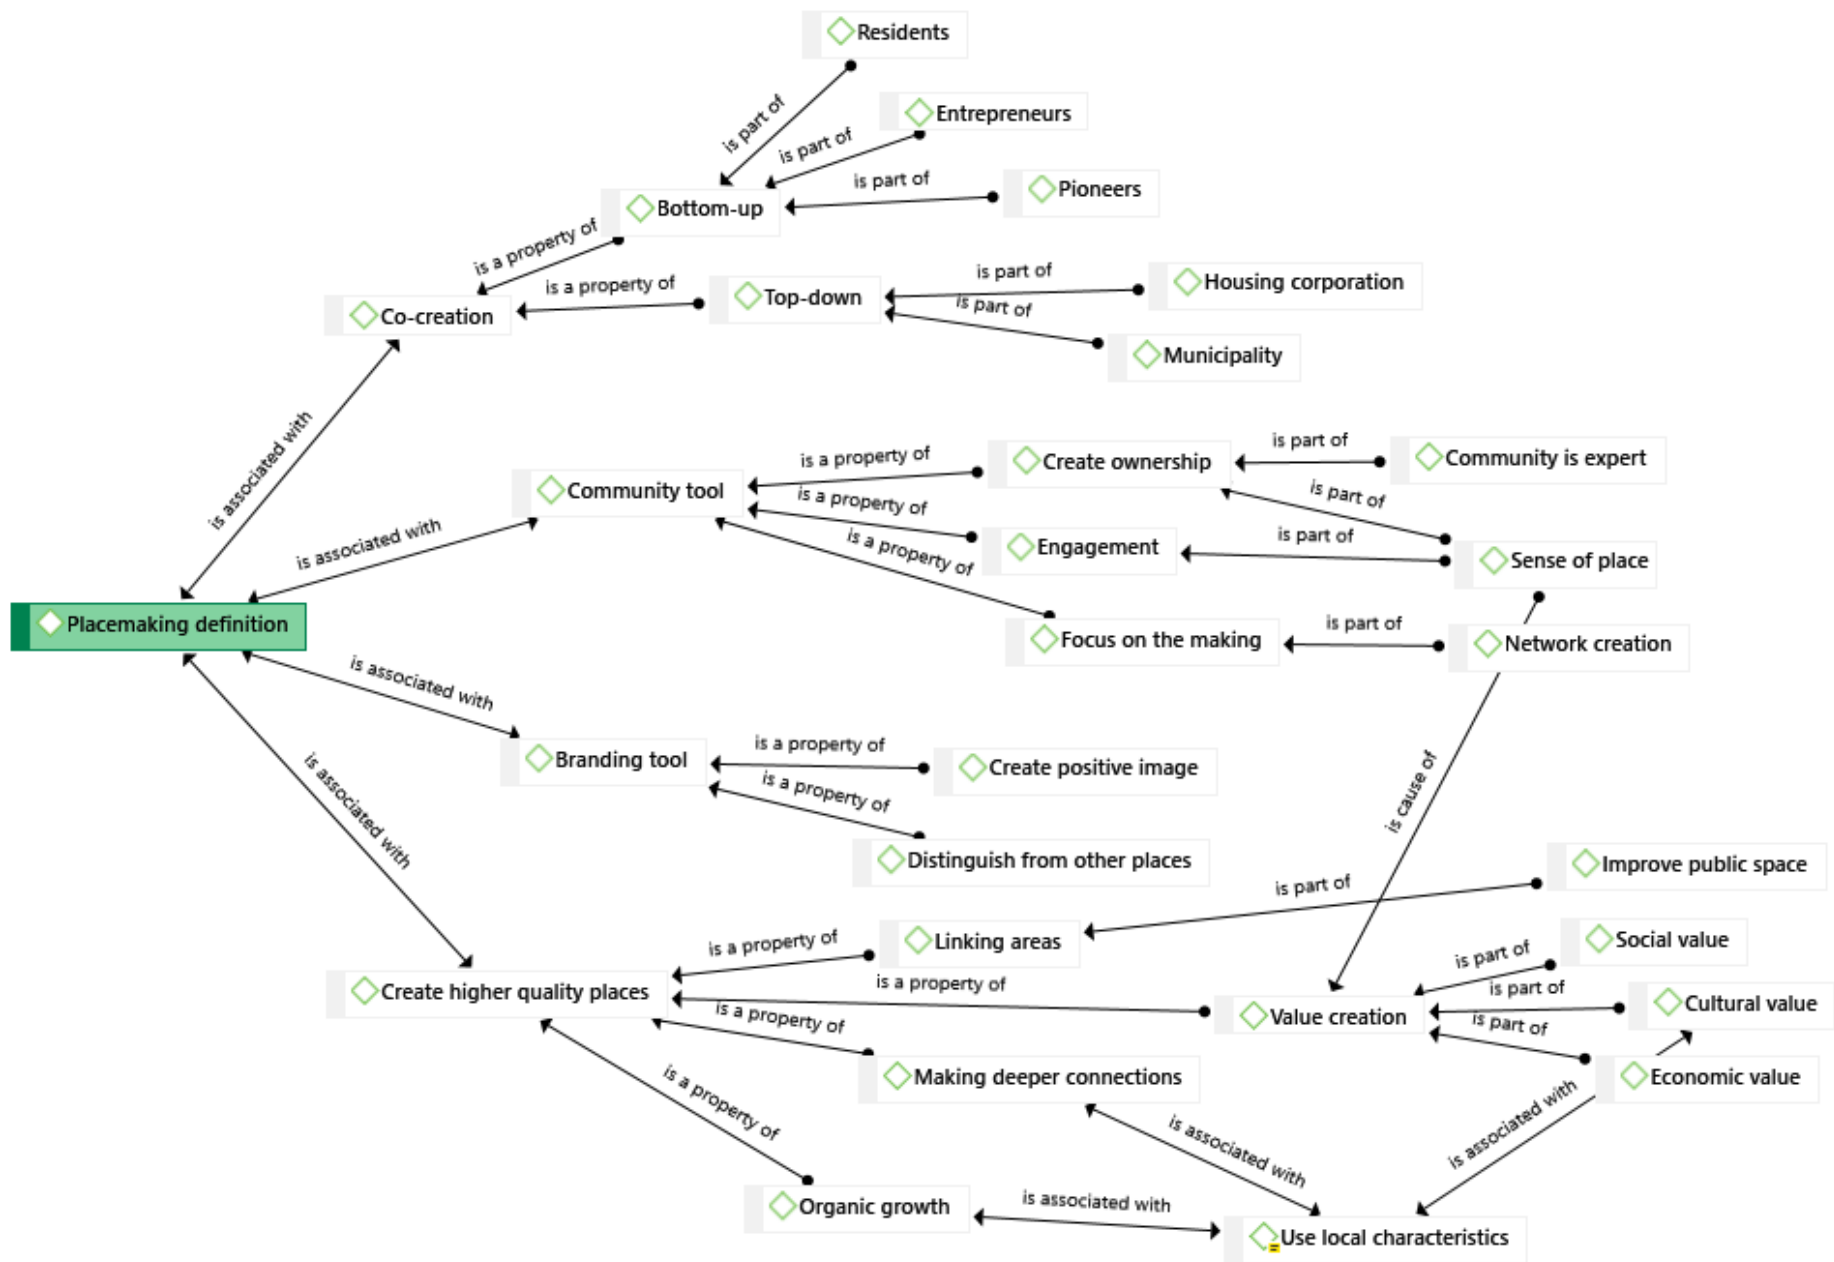 Residents
is part of
Entrepreneurs
is part of
is part of
Pioneers
Bottom-up
is a property of
is a property of
Top-down
is part of
Housing corporation
is part of
Co-creation
Municipality
is associated with
is a property of
Create ownership
is part of
Community is expert
Community tool
is a property of
is part of
is associated with
is a property of
Engagement
is part of
Sense of place
Placemaking definition
Focus on the making
is part of
Network creation
is associated with
Branding tool
is a property of
Create positive image
is a property of
is cause of
is associated with
Distinguish from other places
is part of
Improve public space
is a property of
Linking areas
is part of
Social value
Create higher quality places
is a property of
is part of
Cultural value
is a property of
Value creation
is part of
Making deeper connections
Economic value
is a property of
is associated with
is associated with
Organic growth
is associated with
Use local characteristics